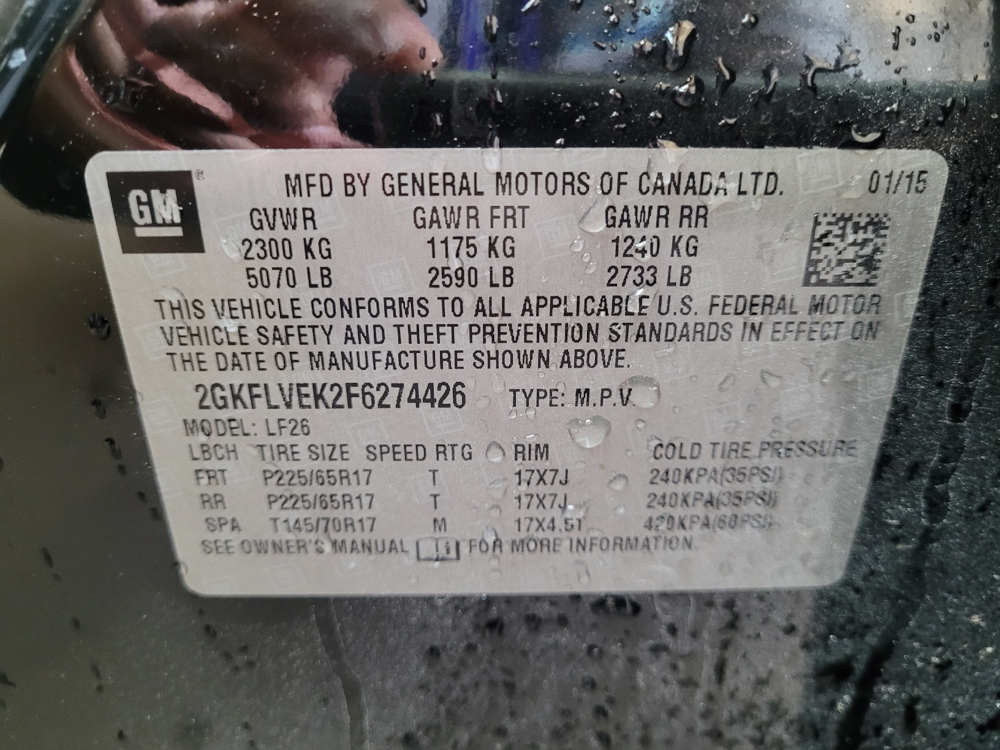 GM ® MFD BY GENERAL MOTORS OF CANADA LTD. 01/15
GVWR GAWR FRT GAWR RR
2300 KG 1175 KG 1240 KG
5070 LB 2590 LB 2733 LB
THIS VEHICLE CONFORMS TO ALL APPLICABLE U.S. FEDERAL MOTOR
VEHICLE SAFETY AND THEFT PREVENTION STANDARDS IN EFFECT ON
THE DATE OF MANUFACTURE SHOWN ABOVE.
2GKFLVEK2F6274426 TYPE: M.P.V.
MODEL: LF26
LBCH TIRE SIZE SPEED RTG RIM COLD TIRE PRESSURE
FRT P225/65R17 T 17X7J 240KPA(35PSI)
RR P225/65R17 T 17X7J 240KPA(35PSI)
SPA T145/70R17 M 17X4.5T 420KPA(60PSI)
SEE OWNER'S MANUAL FOR MORE INFORMATION.